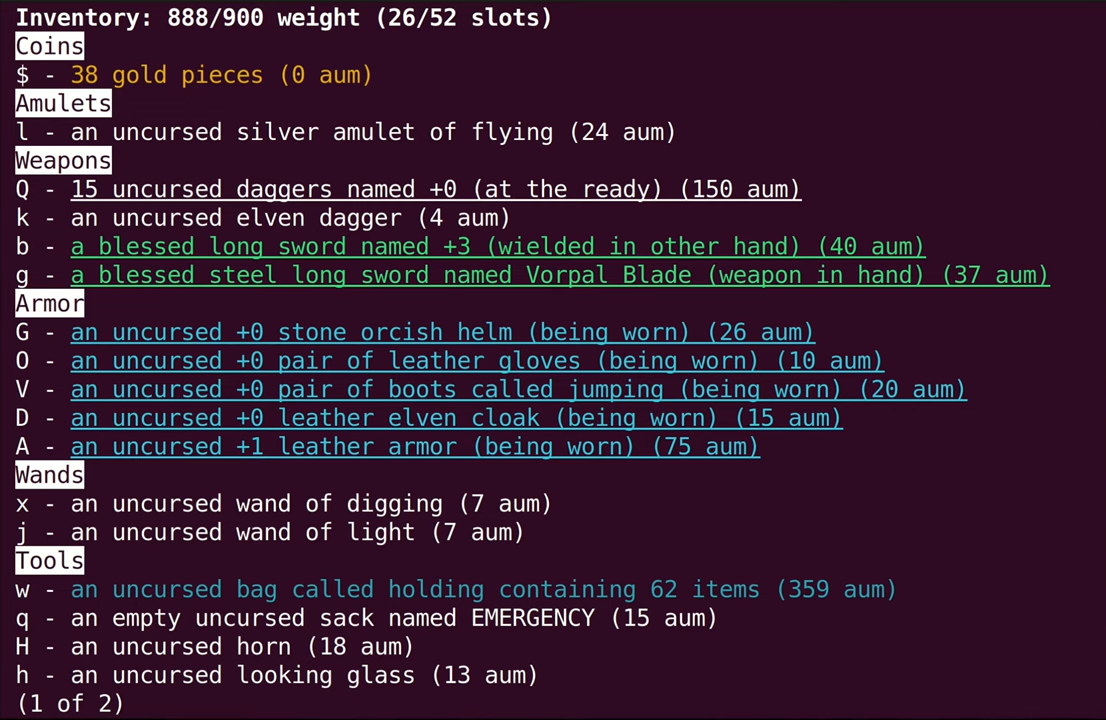 Inventory: 888/900 weight (26/52 slots)
Coins
$ - 38 gold pieces (0 aum)
Amulets
l - an uncursed silver amulet of flying (24 aum)
Weapons
Q - 15 uncursed daggers named +0 (at the ready) (150 aum)
k - an uncursed elven dagger (4 aum)
b - a blessed long sword named +3 (wielded in other hand) (40 aum)
g - a blessed steel long sword named Vorpal Blade (weapon in hand) (37 aum)
Armor
G - an uncursed +0 stone orcish helm (being worn) (26 aum)
O - an uncursed +0 pair of leather gloves (being worn) (10 aum)
V - an uncursed +0 pair of boots called jumping (being worn) (20 aum)
D - an uncursed +0 leather elven cloak (being worn) (15 aum)
A - an uncursed +1 leather armor (being worn) (75 aum)
Wands
x - an uncursed wand of digging (7 aum)
j - an uncursed wand of light (7 aum)
Tools
w - an uncursed bag called holding containing 62 items (359 aum)
q - an empty uncursed sack named EMERGENCY (15 aum)
H - an uncursed horn (18 aum)
h - an uncursed looking glass (13 aum)
(1 of 2)